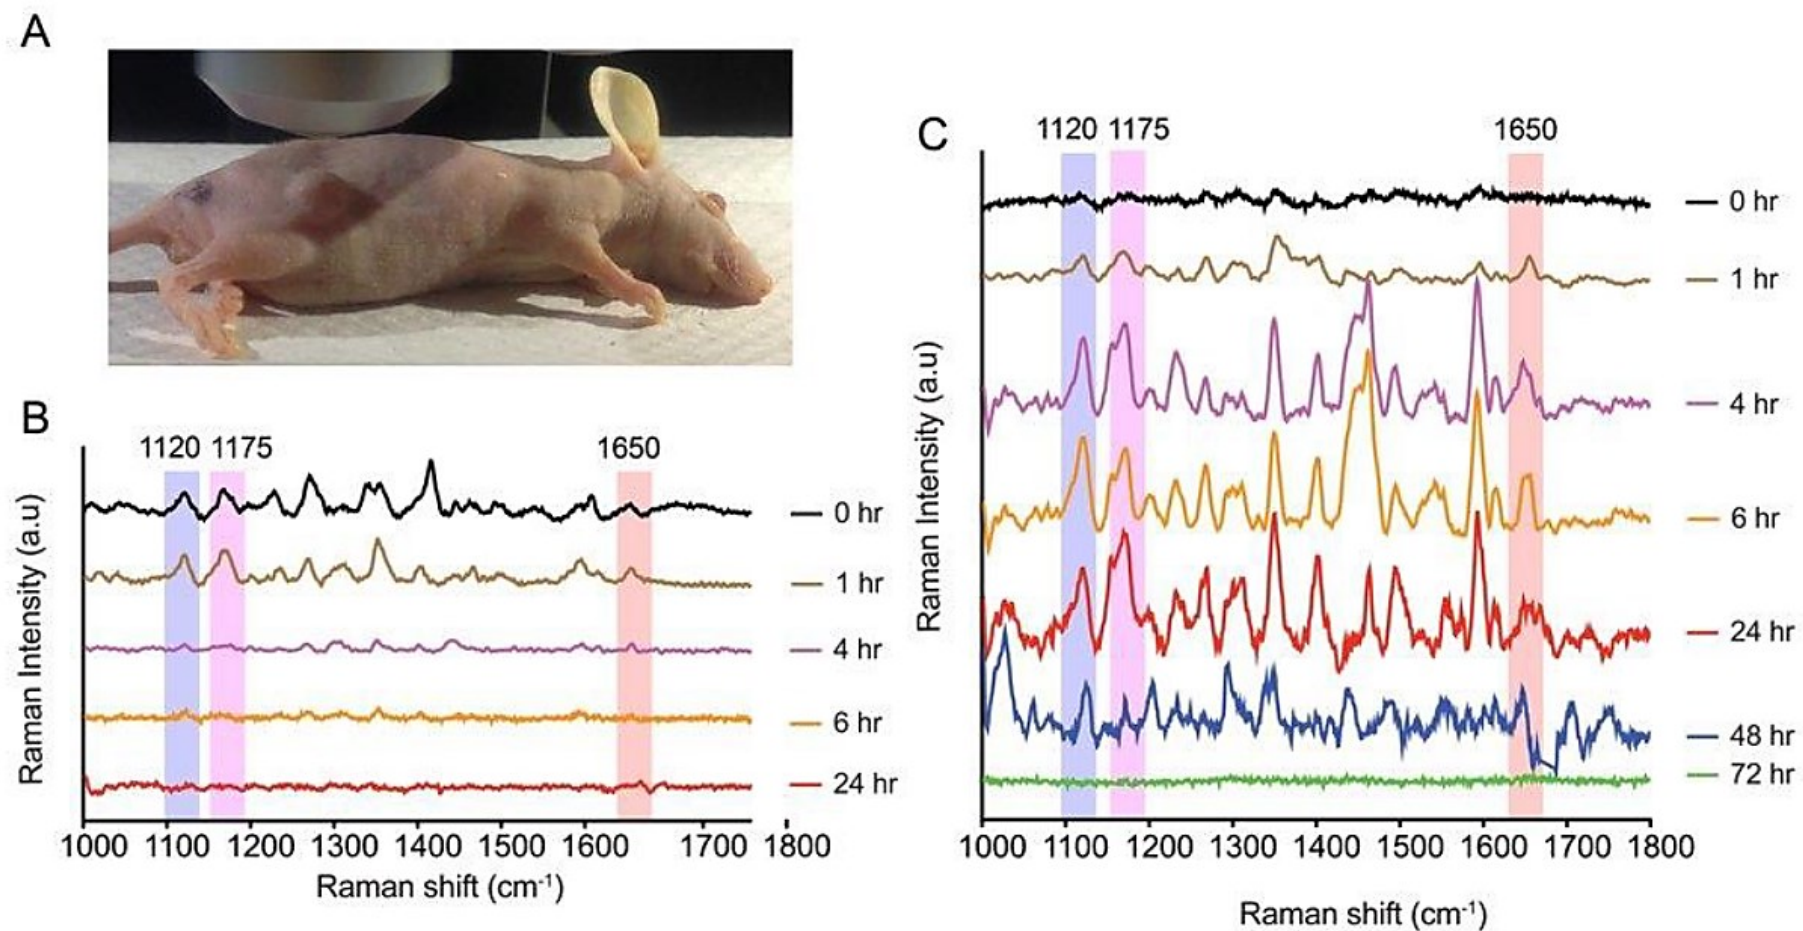 A
B
1120 1175 1650
Raman Intensity (a.u)
0 hr
1 hr
4 hr
6 hr
24 hr
1000 1100 1200 1300 1400 1500 1600 1700 1800
Raman shift (cm⁻¹)
C
1120 1175 1650
Raman Intensity (a.u)
0 hr
1 hr
4 hr
6 hr
24 hr
48 hr
72 hr
1000 1100 1200 1300 1400 1500 1600 1700 1800
Raman shift (cm⁻¹)